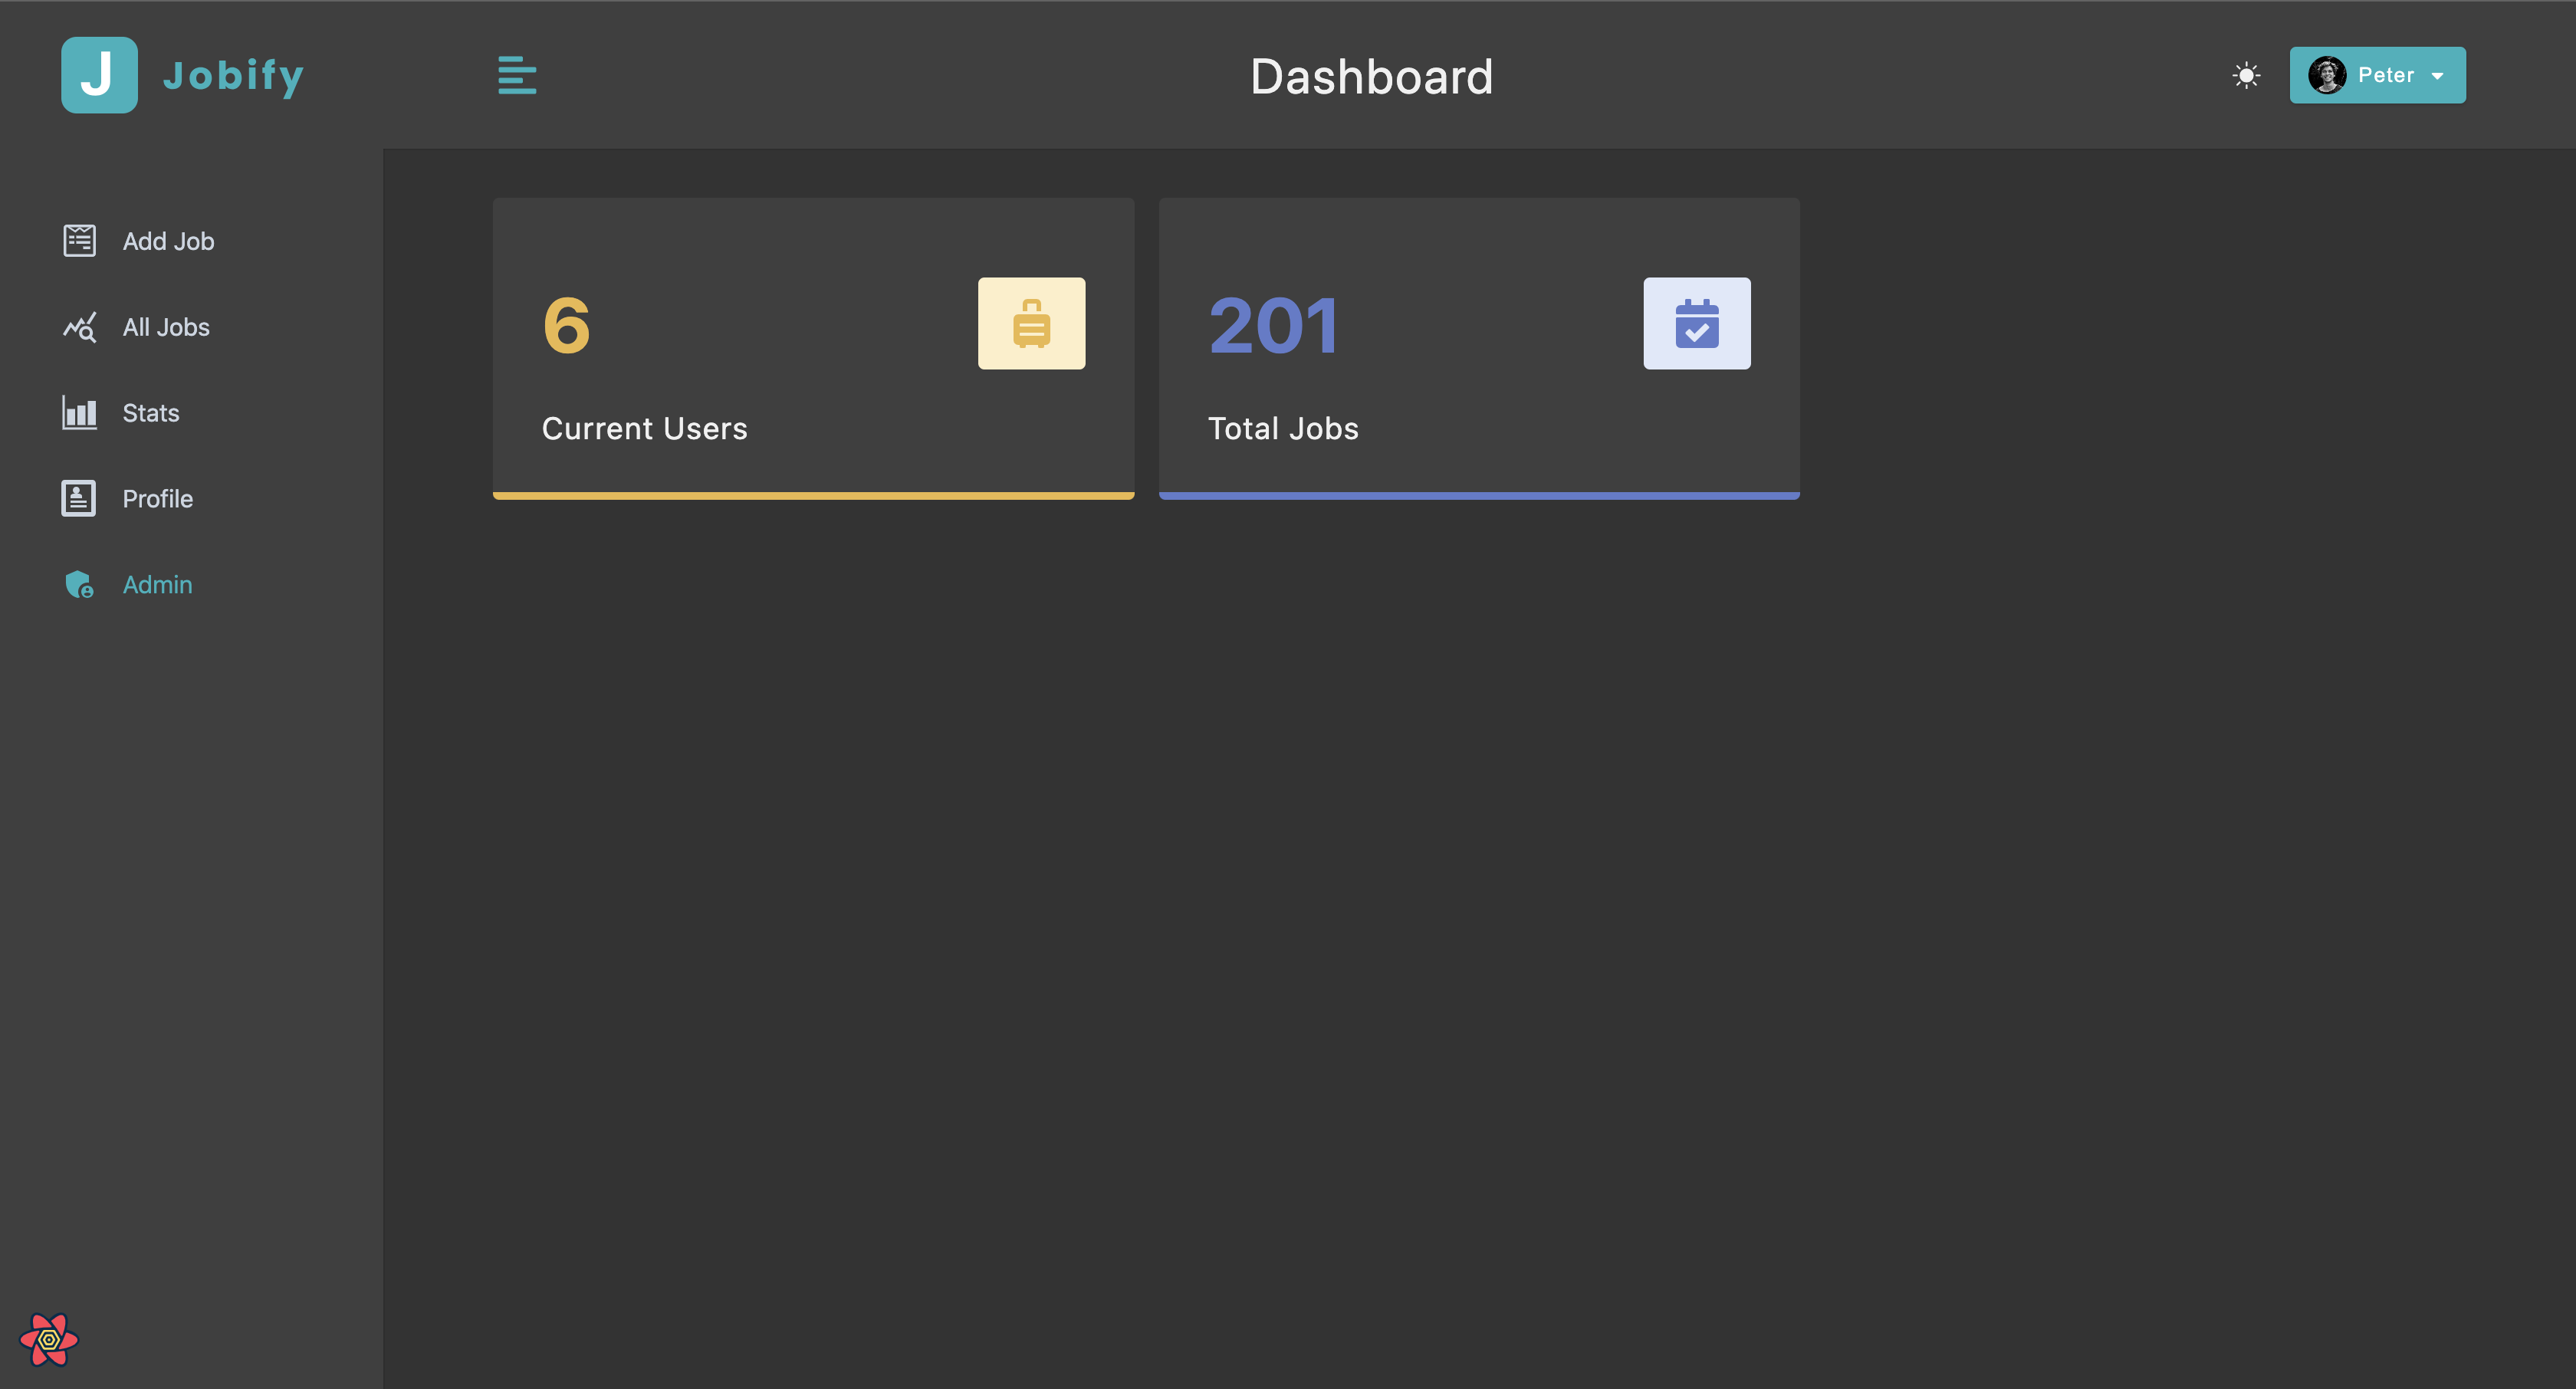 J
Jobify
Dashboard
Peter
Add Job
All Jobs
Stats
Profile
Admin
6
Current Users
201
Total Jobs